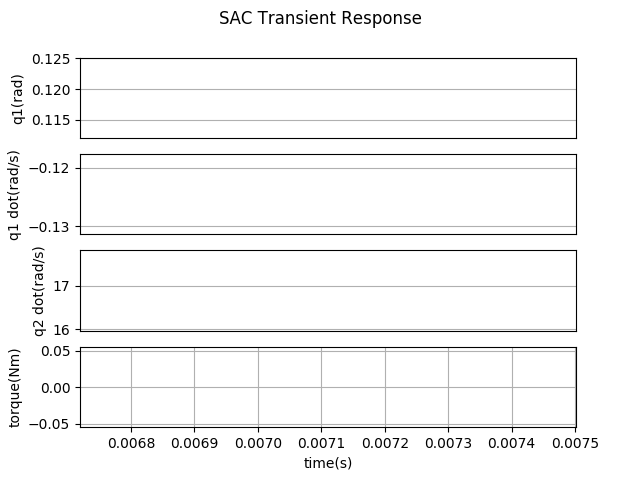 SAC Transient Response
0.125
0.120
0.115
q1(rad)
−0.12
−0.13
q1 dot(rad/s)
17
16
q2 dot(rad/s)
0.05
0.00
−0.05
torque(Nm)
0.0068 0.0069 0.0070 0.0071 0.0072 0.0073 0.0074 0.0075
time(s)